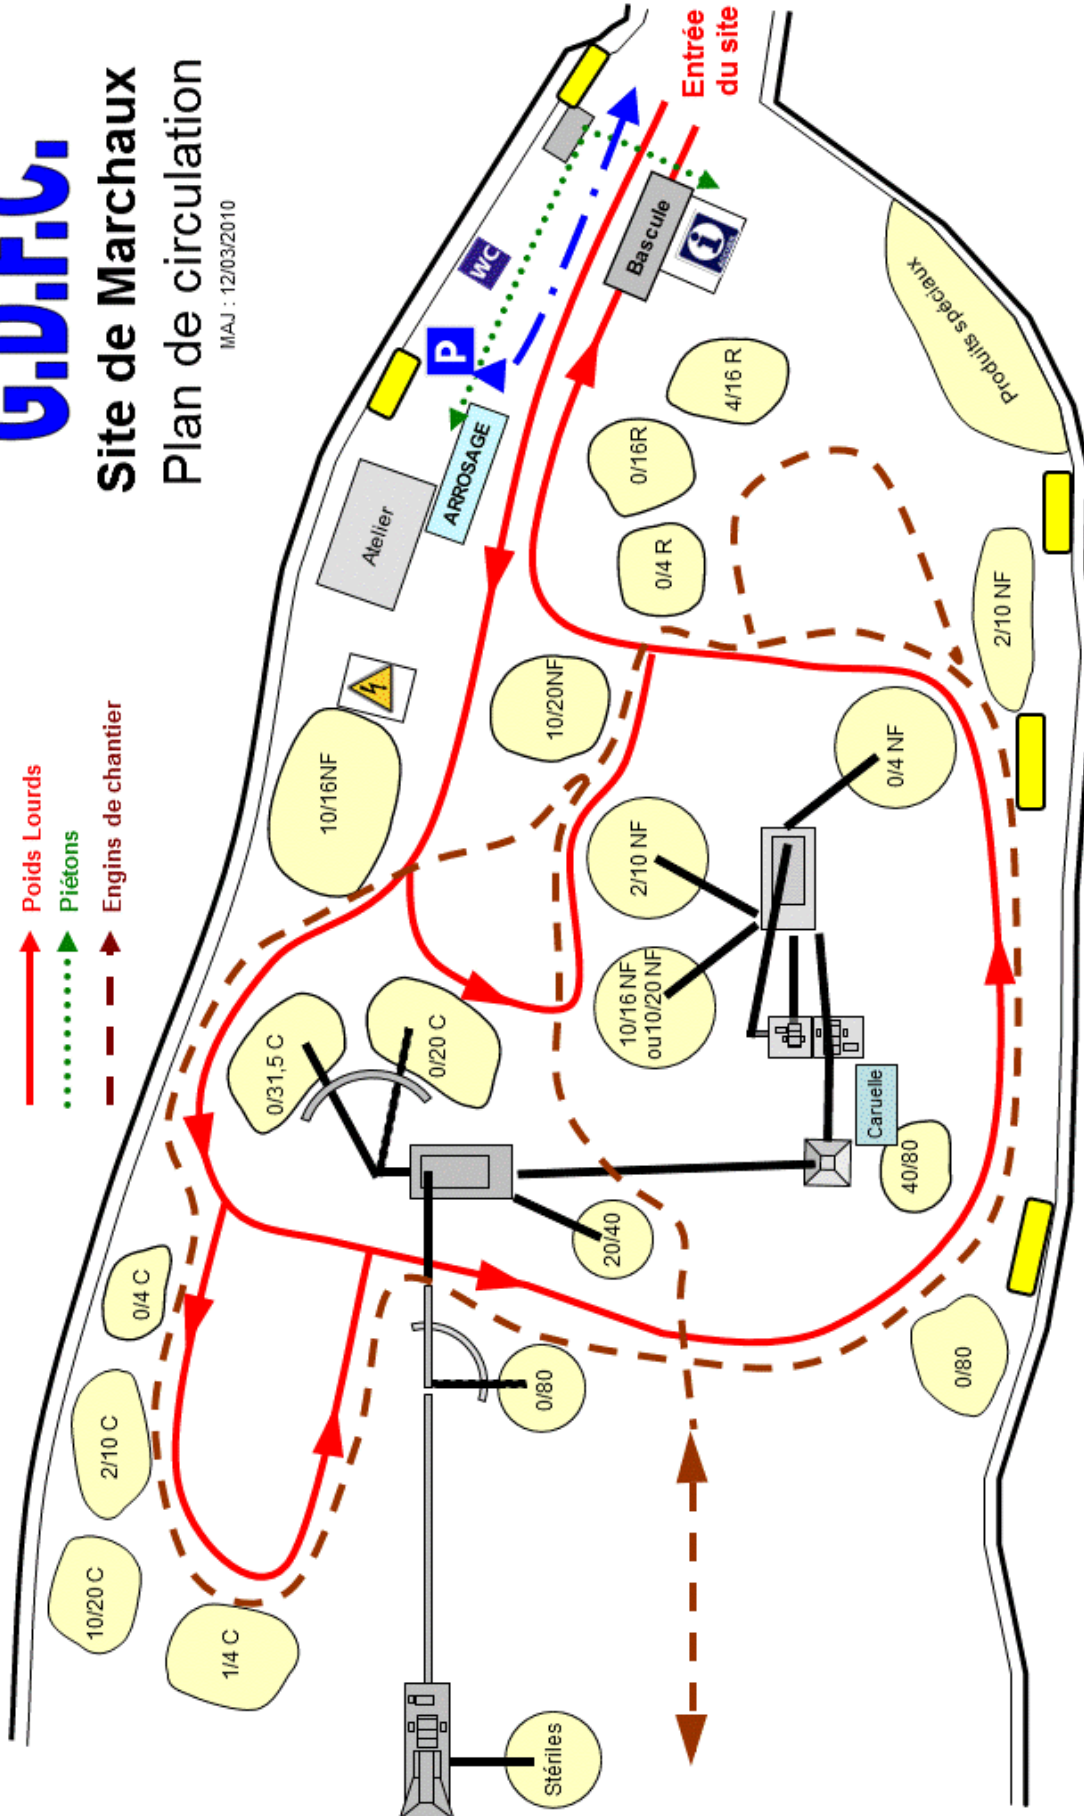 G.D.F.C.
Site de Marchaux
Plan de circulation
MAJ : 12/03/2010
Poids Lourds
Piétons
Engins de chantier
Entrée
du site
Bascule
i
ACCUEIL
WC
P
ARROSAGE
Atelier
10/16NF
10/20NF
4/16 R
0/16R
0/4 R
Produits spéciaux
2/10 NF
0/4 NF
2/10 NF
10/16 NF
ou10/20 NF
Caruelle
40/80
0/31,5 C
0/20 C
20/40
0/80
0/80
0/4 C
2/10 C
10/20 C
1/4 C
Stériles